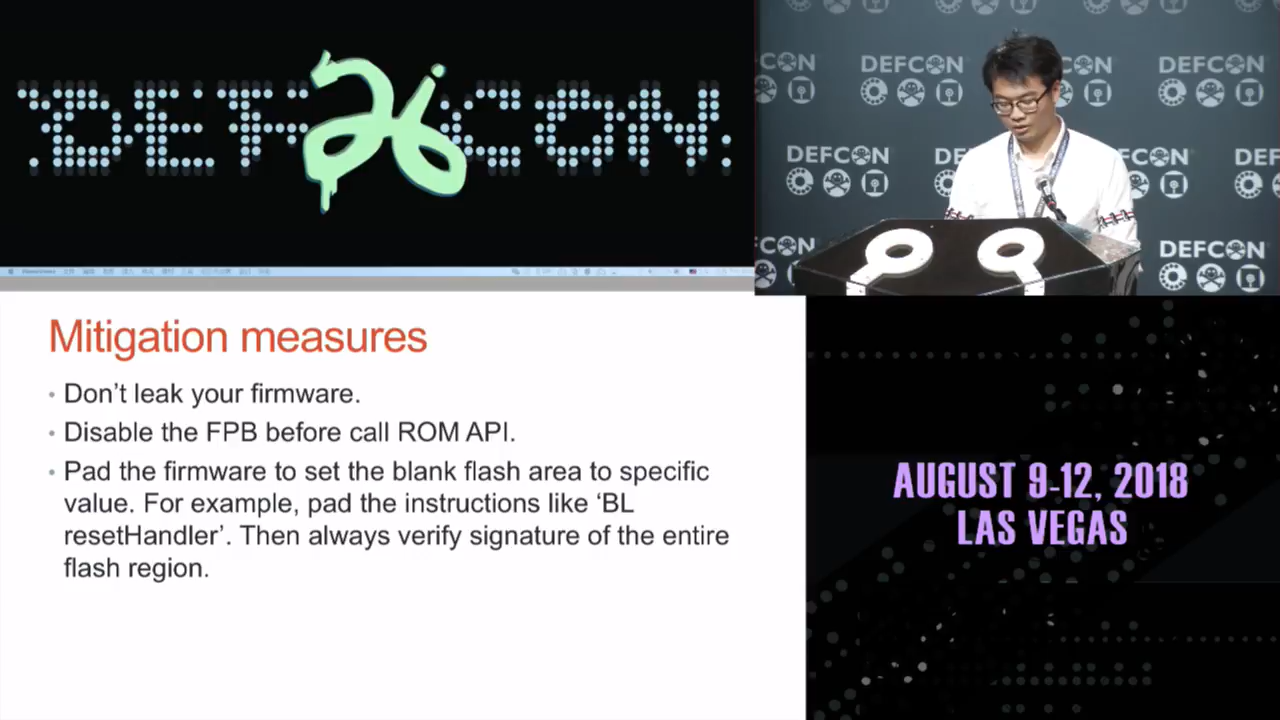 DEFCON
26
DEFCON
DEFCON
DEFCON
Mitigation measures
• Don’t leak your firmware.
• Disable the FPB before call ROM API.
• Pad the firmware to set the blank flash area to specific
value. For example, pad the instructions like ‘BL
resetHandler’. Then always verify signature of the entire
flash region.
AUGUST 9-12, 2018
LAS VEGAS